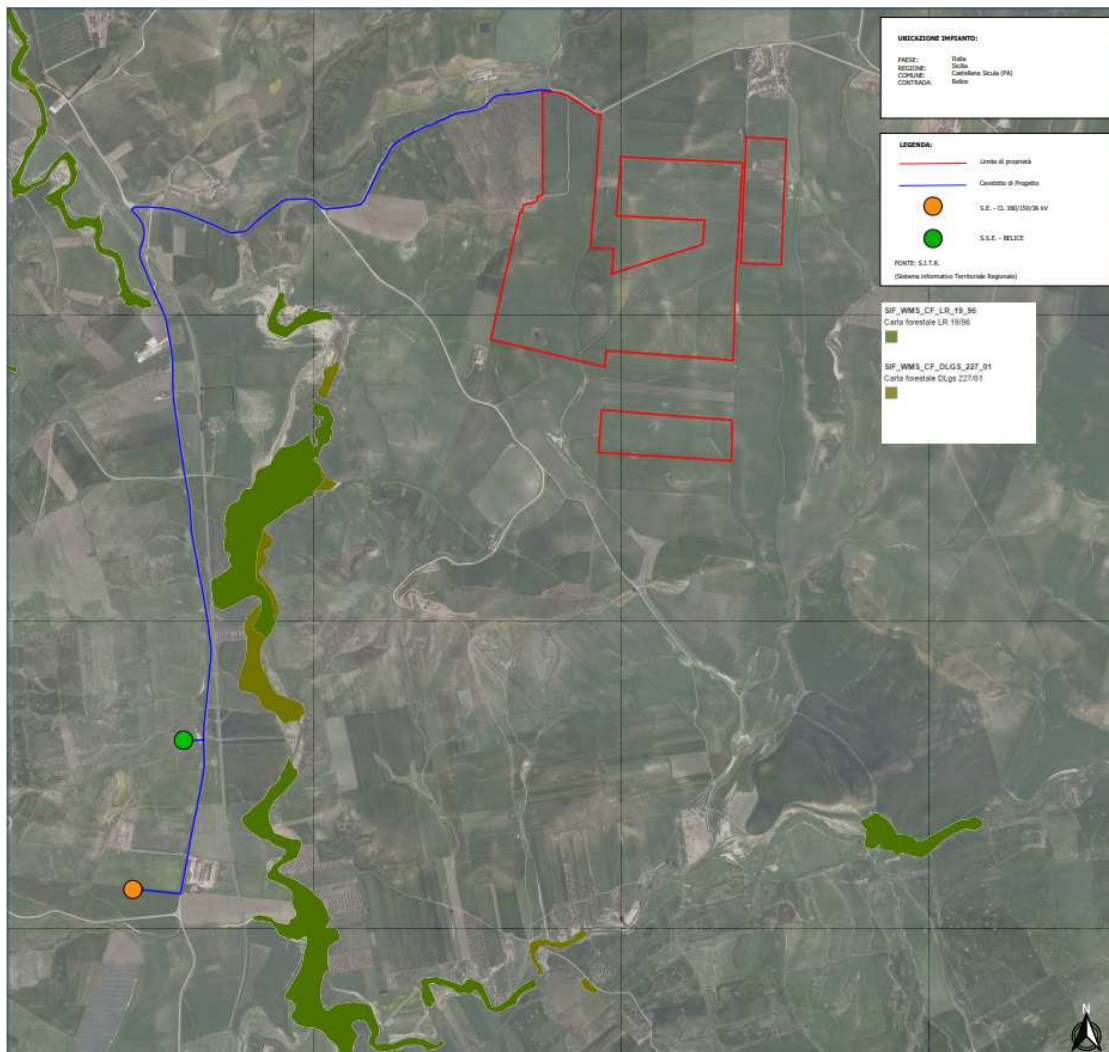 UBICAZIONE IMPIANTO:
PAESE: Italia
REGIONE: Sicilia
COMUNE: Castellana Sicula (PA)
CONTRADA: Belice
LEGENDA:
Limite di proprietà
Cavidotto di Progetto
S.E. - CL 380/150/36 kV
S.S.E. - BELICE
FONTE: S.I.T.R.
(Sistema informativo Territoriale Regionale)
SIF_WMS_CF_LR_19_96
Carta forestale LR 19/96
SIF_WMS_CF_DLGS_227_01
Carta forestale DLgs 227/01
N